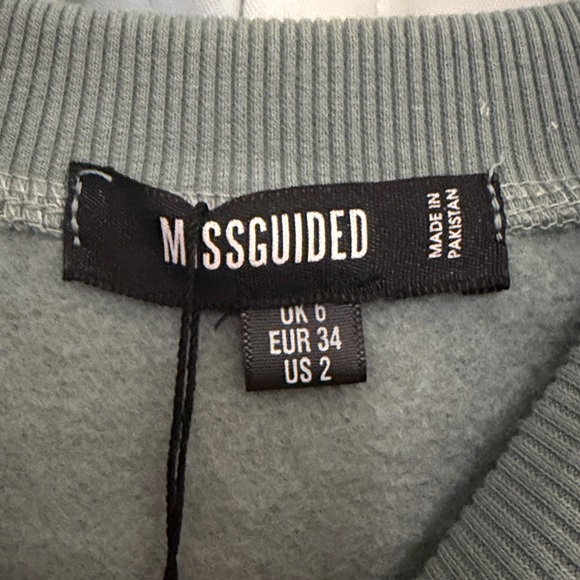 MISSGUIDED
MADE IN
PAKISTAN
UK 6
EUR 34
US 2